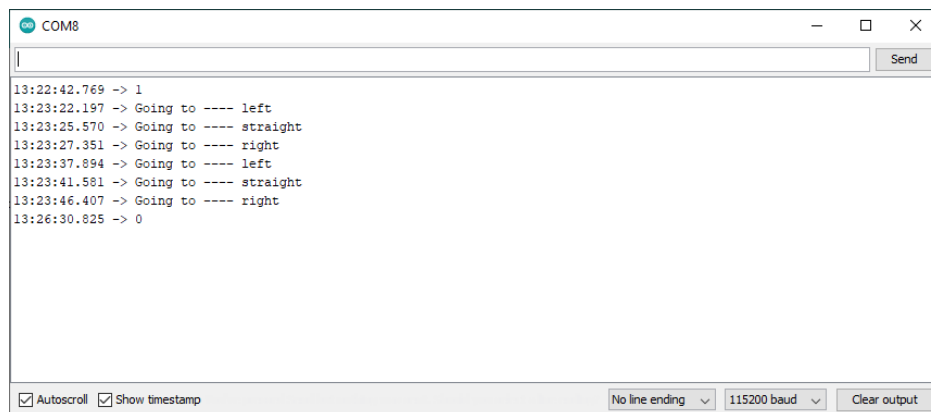 COM8
Send
13:22:42.769 -> 1
13:23:22.197 -> Going to ---- left
13:23:25.570 -> Going to ---- straight
13:23:27.351 -> Going to ---- right
13:23:37.894 -> Going to ---- left
13:23:41.581 -> Going to ---- straight
13:23:46.407 -> Going to ---- right
13:26:30.825 -> 0
Autoscroll Show timestamp No line ending 115200 baud Clear output